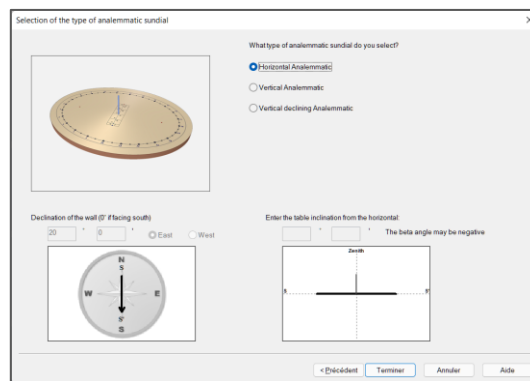 Selection of the type of analemmatic sundial
What type of analemmatic sundial do you select?
Horizontal Analemmatic
Vertical Analemmatic
Vertical declining Analemmatic
Declination of the wall (0° if facing south)
20 ° 0 ' East West
Enter the table inclination from the horizontal:
° ' The beta angle may be negative
N
S
W E
S
Zenith
S
< Précédent Terminer Annuler Aide